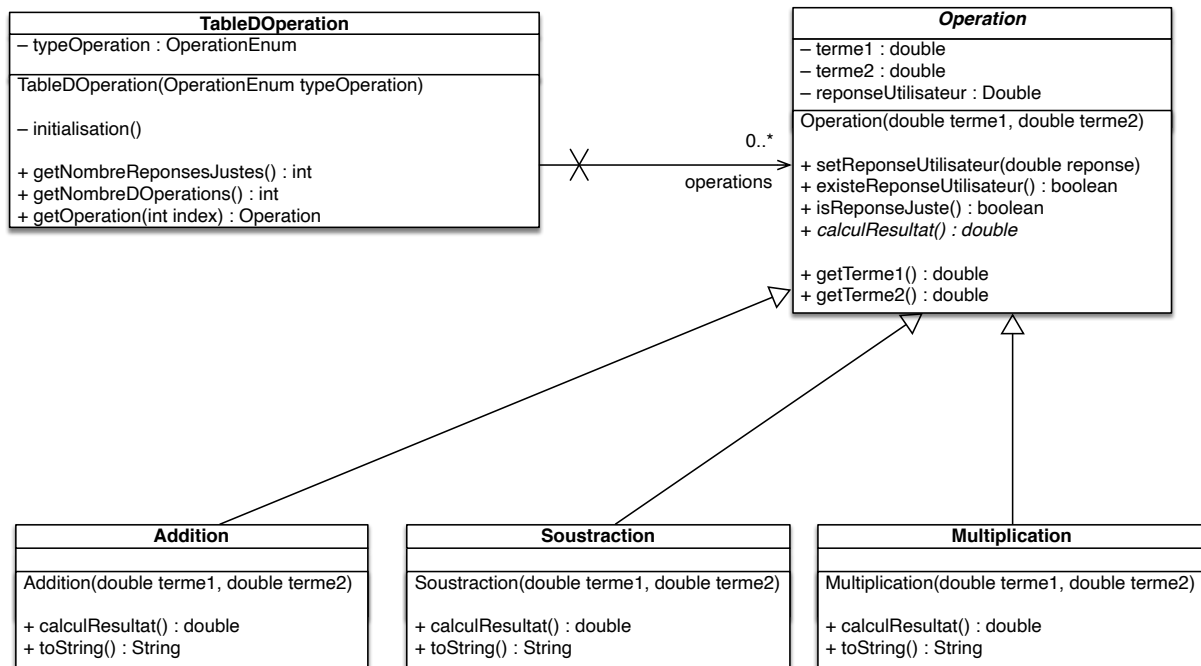 TableDOperation
– typeOperation : OperationEnum
TableDOperation(OperationEnum typeOperation)
– initialisation()
+ getNombreReponsesJustes() : int
+ getNombreDOperations() : int
+ getOperation(int index) : Operation
0..*
operations
Operation
– terme1 : double
– terme2 : double
– reponseUtilisateur : Double
Operation(double terme1, double terme2)
+ setReponseUtilisateur(double reponse)
+ existeReponseUtilisateur() : boolean
+ isReponseJuste() : boolean
+ calculResultat() : double
+ getTerme1() : double
+ getTerme2() : double
Addition
Addition(double terme1, double terme2)
+ calculResultat() : double
+ toString() : String
Soustraction
Soustraction(double terme1, double terme2)
+ calculResultat() : double
+ toString() : String
Multiplication
Multiplication(double terme1, double terme2)
+ calculResultat() : double
+ toString() : String